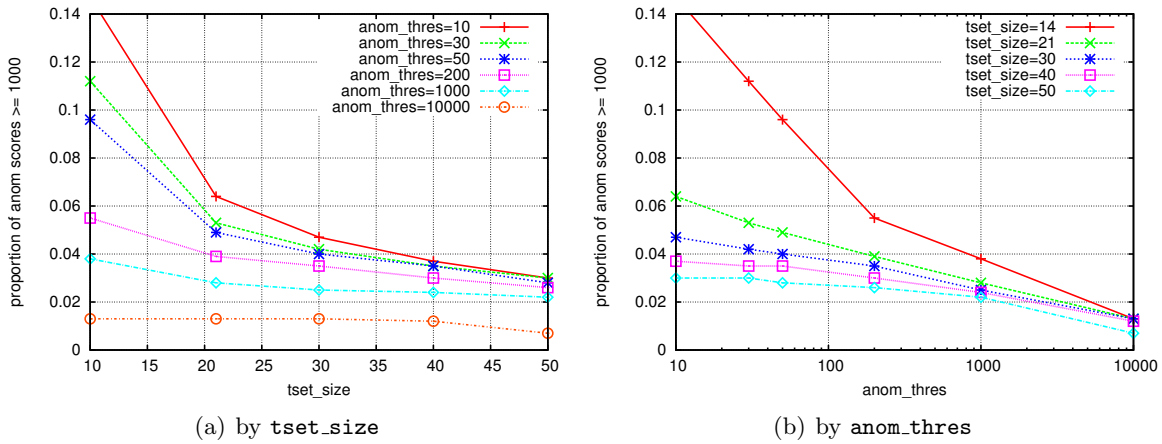 0.14
0.12
0.1
0.08
0.06
0.04
0.02
0
10 15 20 25 30 35 40 45 50
proportion of anom scores >= 1000
tset_size
anom_thres=10
anom_thres=30
anom_thres=50
anom_thres=200
anom_thres=1000
anom_thres=10000
(a) by tset_size
0.14
0.12
0.1
0.08
0.06
0.04
0.02
0
10 100 1000 10000
proportion of anom scores >= 1000
anom_thres
tset_size=14
tset_size=21
tset_size=30
tset_size=40
tset_size=50
(b) by anom_thres